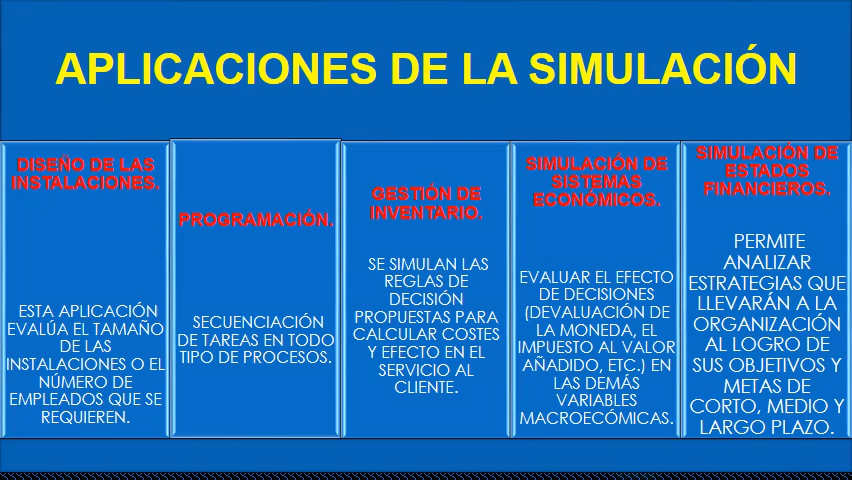 APLICACIONES DE LA SIMULACIÓN
DISEÑO DE LAS
INSTALACIONES.
ESTA APLICACIÓN
EVALÚA EL TAMAÑO
DE LAS
INSTALACIONES O EL
NÚMERO DE
EMPLEADOS QUE SE
REQUIEREN.
PROGRAMACIÓN.
SECUENCIACIÓN
DE TAREAS EN TODO
TIPO DE PROCESOS.
GESTIÓN DE
INVENTARIO.
SE SIMULAN LAS
REGLAS DE
DECISIÓN
PROPUESTAS PARA
CALCULAR COSTES
Y EFECTO EN EL
SERVICIO AL
CLIENTE.
SIMULACIÓN DE
SISTEMAS
ECONÓMICOS.
EVALUAR EL EFECTO
DE DECISIONES
(DEVALUACIÓN DE
LA MONEDA, EL
IMPUESTO AL VALOR
AÑADIDO, ETC.) EN
LAS DEMÁS
VARIABLES
MACROECÓMICAS.
SIMULACIÓN DE
ESTADOS
FINANCIEROS.
PERMITE
ANALIZAR
ESTRATEGIAS QUE
LLEVARÁN A LA
ORGANIZACIÓN
AL LOGRO DE
SUS OBJETIVOS Y
METAS DE
CORTO, MEDIO Y
LARGO PLAZO.